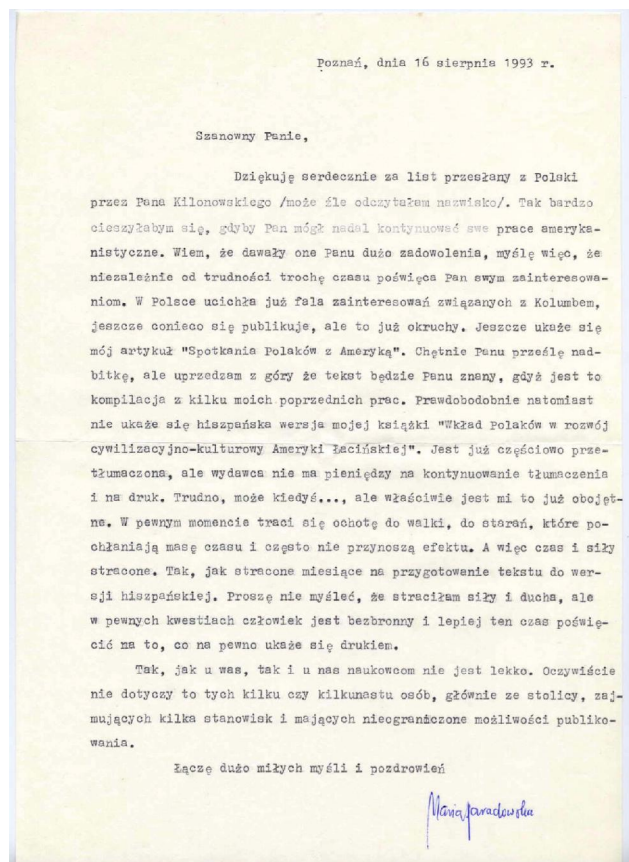 Poznań, dnia 16 sierpnia 1993 r.
Szanowny Panie,
Dziękuję serdecznie za list przesłany z Polski
przez Pana Kilonowskiego /może źle odczytałam nazwisko/. Tak bardzo
cieszyłabym się, gdyby Pan mógł nadal kontynuować swe prace ameryka-
nistyczne. Wiem, że dawały one Panu dużo zadowolenia, myślę więc, że
niezależnie od trudności trochę czasu poświęca Pan swym zainteresowa-
niom. W Polsce ucichła już fala zainteresowań związanych z Kolumbem,
jeszcze conieco się publikuje, ale to już okruchy. Jeszcze ukaże się
mój artykuł "Spotkania Polaków z Ameryką". Chętnie Panu prześlę nad-
bitkę, ale uprzedzam z góry że tekst będzie Panu znany, gdyż jest to
kompilacja z kilku moich poprzednich prac. Prawdobodobnie natomiast
nie ukaże się hiszpańska wersja mojej książki "Wkład Polaków w rozwój
cywilizacyjno-kulturowy Ameryki Łacińskiej". Jest już częściowo prze-
tłumaczona, ale wydawca nie ma pieniędzy na kontynuowanie tłumaczenia
i na druk. Trudno, może kiedyś..., ale właściwie jest mi to już obojęt-
ne. W pewnym momencie traci się ochotę do walki, do starań, które po-
chłaniają masę czasu i często nie przynoszą efektu. A więc czas i siły
stracone. Tak, jak stracone miesiące na przygotowanie tekstu do wer-
sji hiszpańskiej. Proszę nie myśleć, że straciłam siły i ducha, ale
w pewnych kwestiach człowiek jest bezbronny i lepiej ten czas poświę-
cić na to, co na pewno ukaże się drukiem.
Tak, jak u was, tak i u nas naukowcom nie jest lekko. Oczywiście
nie dotyczy to tych kilku czy kilkunastu osób, głównie ze stolicy, zaj-
mujących kilka stanowisk i mających nieograniczone możliwości publiko-
wania.
Łączę dużo miłych myśli i pozdrowień
Maria Paradowska